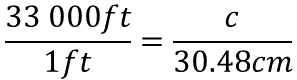 33 000ft / 1ft = c / 30.48cm